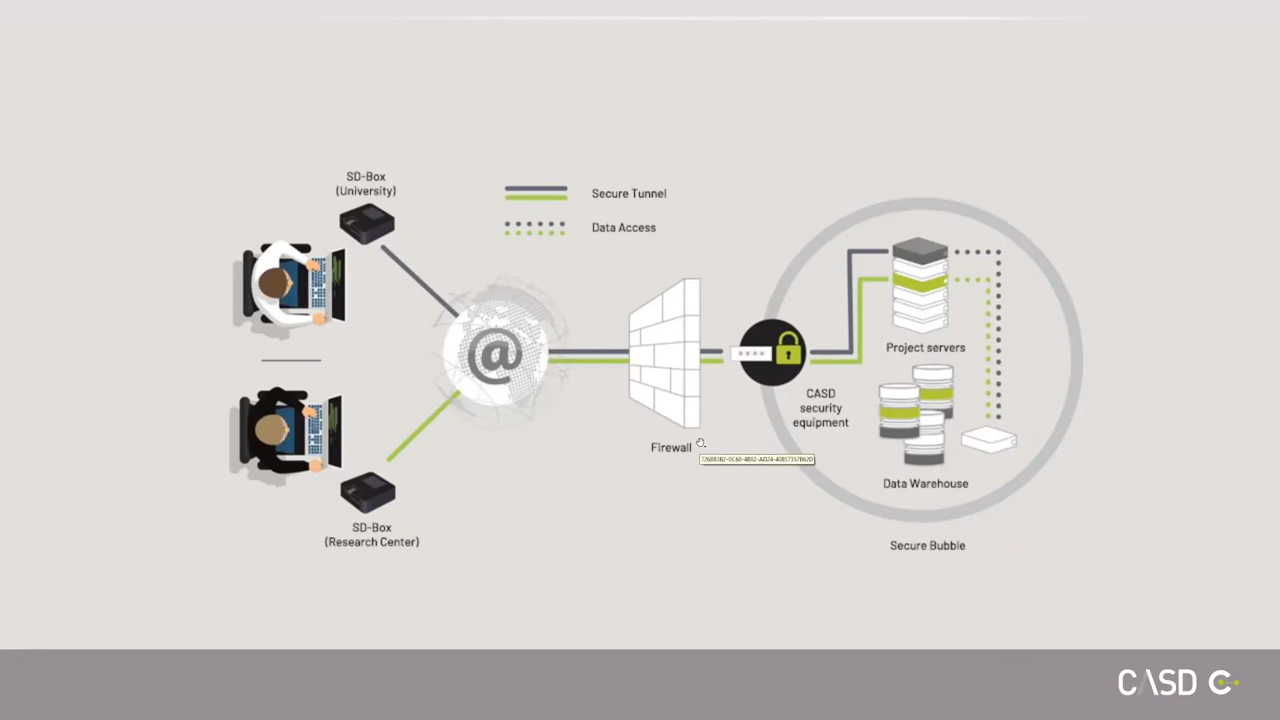 SD-Box
(University)
Secure Tunnel
Data Access
@
Project servers
CASD
security
equipment
Firewall
Data Warehouse
SD-Box
(Research Center)
Secure Bubble
CASD